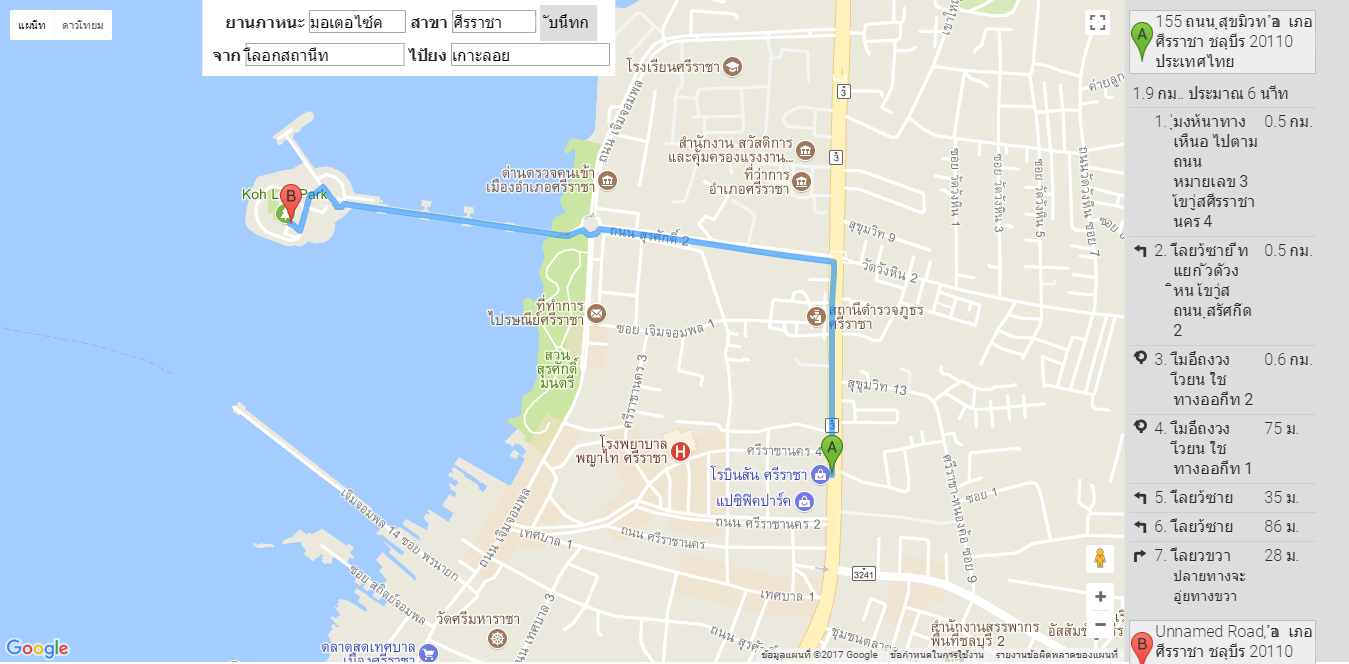 แผนที่
ดาวเทียม
ยานภาหนะ มอเตอไซค์ สาขา ศรีราชา บันทึก
จาก เลือกสถานที่ ไปยัง เกาะลอย
โรงเรียนศรีราชา
สำนักงาน สวัสดิการ
และคุ้มครองแรงงาน...
ที่ว่าการ
อำเภอศรีราชา
ด่านตรวจคนเข้า
เมืองอำเภอศรีราชา
ถนน เจิมจอมพล
ค่ายลูก
3
3
ซอย วัดวังหิน 1
ซอย วัดวังหิน 3
ซอย วัดวังหิน 5
ถนนวัดวังหิน ซอย 7
B
ถนน สุรศักดิ์ 2
สุขุมวิท 9
วัดวังหิน 2
ที่ทำการ
ไปรษณีย์ศรีราชา
สถานีตำรวจภูธร
ศรีราชา
ซอย เจิมจอมพล 1
สวน
สุรศักดิ์
มนตรี
ศรีราชานคร 3
สุขุมวิท 13
3
A
ศรีราชานคร 4
โรงพยาบาล
พญาไท ศรีราชา
โรบินสัน ศรีราชา
แปซิฟิคปาร์ค
ถนน ศรีราชานคร 2
ถนน ศรีราชานคร
ศรีราชา-หนองค้อ ซอย 9
ซอย 1
เจิมจอมพล 14
ซอย พรนายก
ถนน เจิมจอมพล
เทศบาล 1
ซอย สถิตย์จอมพล
3241
เทศบาล 1
เทศบาล 3
วัดศรีมหาราชา
ตลาดสดเทศบาล
เมืองศรีราชา
ถนน สุขุมวิท
สำนักงานสรรพากร
พื้นที่ชลบุรี 2
Google
ข้อมูลแผนที่ ©2017 Google
ข้อกำหนดในการใช้งาน
รายงานข้อผิดพลาดของแผนที่
A
155 ถนน สุขุมวิท อำเภอ
ศรีราชา ชลบุรี 20110
ประเทศไทย
1.9 กม.. ประมาณ 6 นาที
1. มุ่งหน้าทาง 0.5 กม.
เหนือ ไปตาม
ถนน
หมายเลข 3
เข้าสู่ศรีราชา
นคร 4
2. เลี้ยวซ้าย ที่ 0.5 กม.
แยก วัดวัง
หิน เข้าสู่
ถนน สุรศักดิ์
2
3. เมื่อถึงวง 0.6 กม.
เวียน ใช้
ทางออกที่ 2
4. เมื่อถึงวง 75 ม.
เวียน ใช้
ทางออกที่ 1
5. เลี้ยวซ้าย 35 ม.
6. เลี้ยวซ้าย 86 ม.
7. เลี้ยวขวา 28 ม.
ปลายทางจะ
อยู่ทางขวา
B
Unnamed Road, อำเภอ
ศรีราชา ชลบุรี 20110